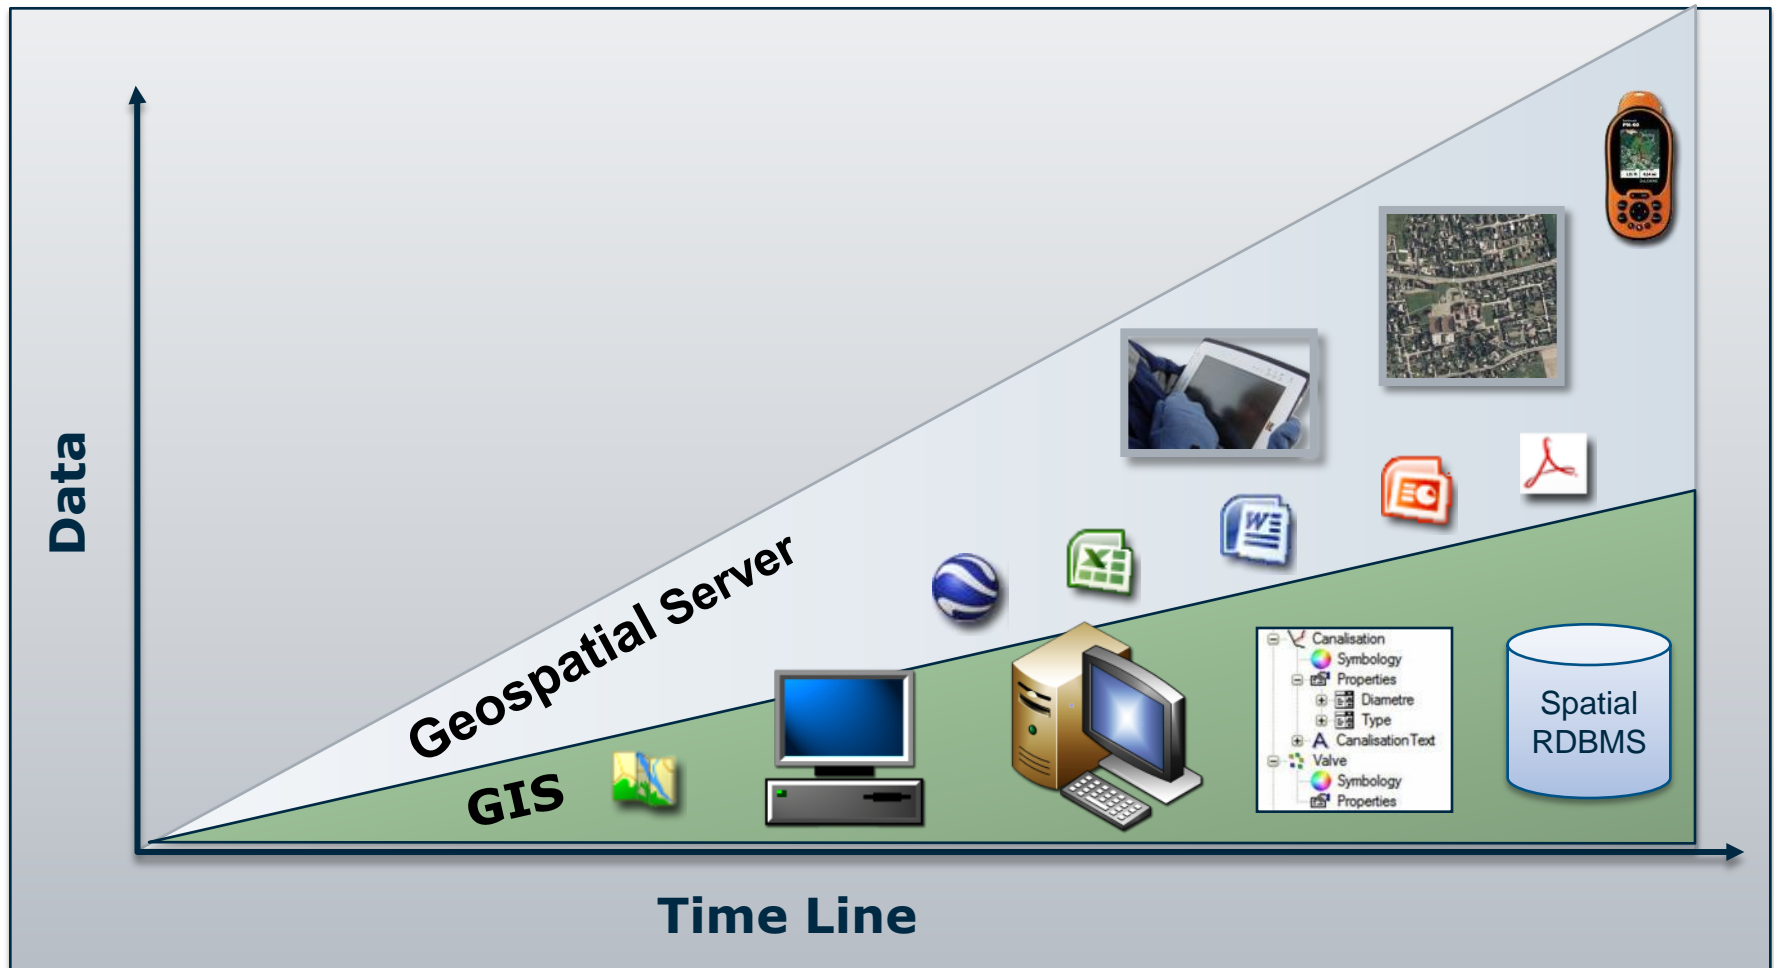 Data
Geospatial Server
GIS
Canalisation
Symbology
Properties
Diametre
Type
A CanalisationText
Valve
Symbology
Properties
Spatial
RDBMS
Time Line